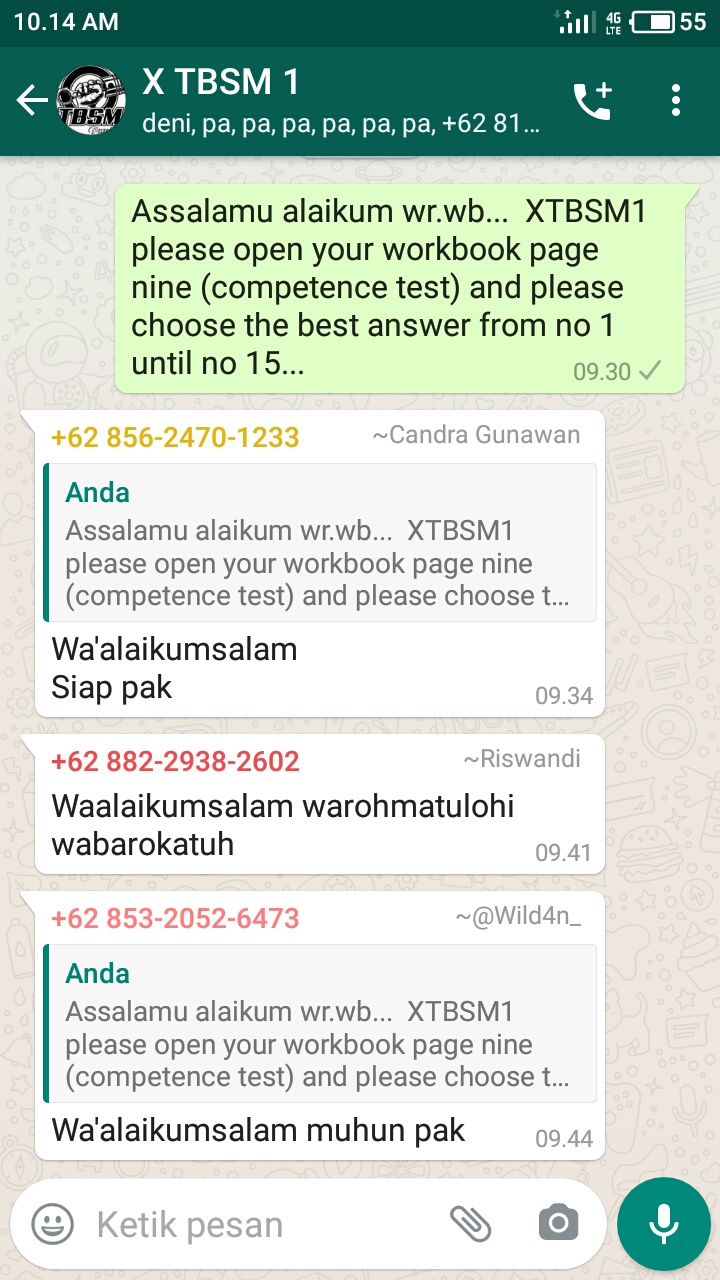 10.14 AM
4G
LTE
55
X TBSM 1
deni, pa, pa, pa, pa, pa, pa, +62 81...
TBSM
Assalamu alaikum wr.wb... XTBSM1
please open your workbook page
nine (competence test) and please
choose the best answer from no 1
until no 15...
09.30
+62 856-2470-1233
~Candra Gunawan
Anda
Assalamu alaikum wr.wb... XTBSM1
please open your workbook page nine
(competence test) and please choose t...
Wa'alaikumsalam
Siap pak
09.34
+62 882-2938-2602
~Riswandi
Waalaikumsalam warohmatulohi
wabarokatuh
09.41
+62 853-2052-6473
~@Wild4n_
Anda
Assalamu alaikum wr.wb... XTBSM1
please open your workbook page nine
(competence test) and please choose t...
Wa'alaikumsalam muhun pak
09.44
Ketik pesan